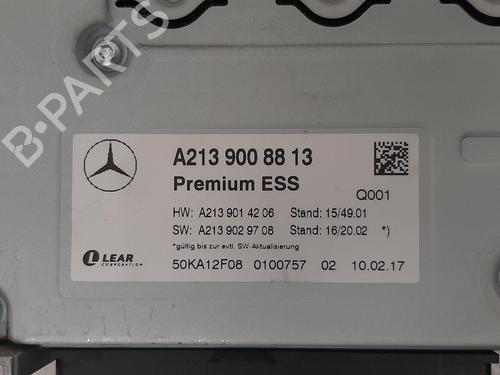 B-PARTS
A213 900 88 13
Premium ESS
Q001
HW: A213 901 42 06 Stand: 15/49.01
SW: A213 902 97 08 Stand: 16/20.02 *)
*gültig bis zur evtl. SW-Aktualisierung
LEAR
CORPORATION
50KA12F08 0100757 02 10.02.17